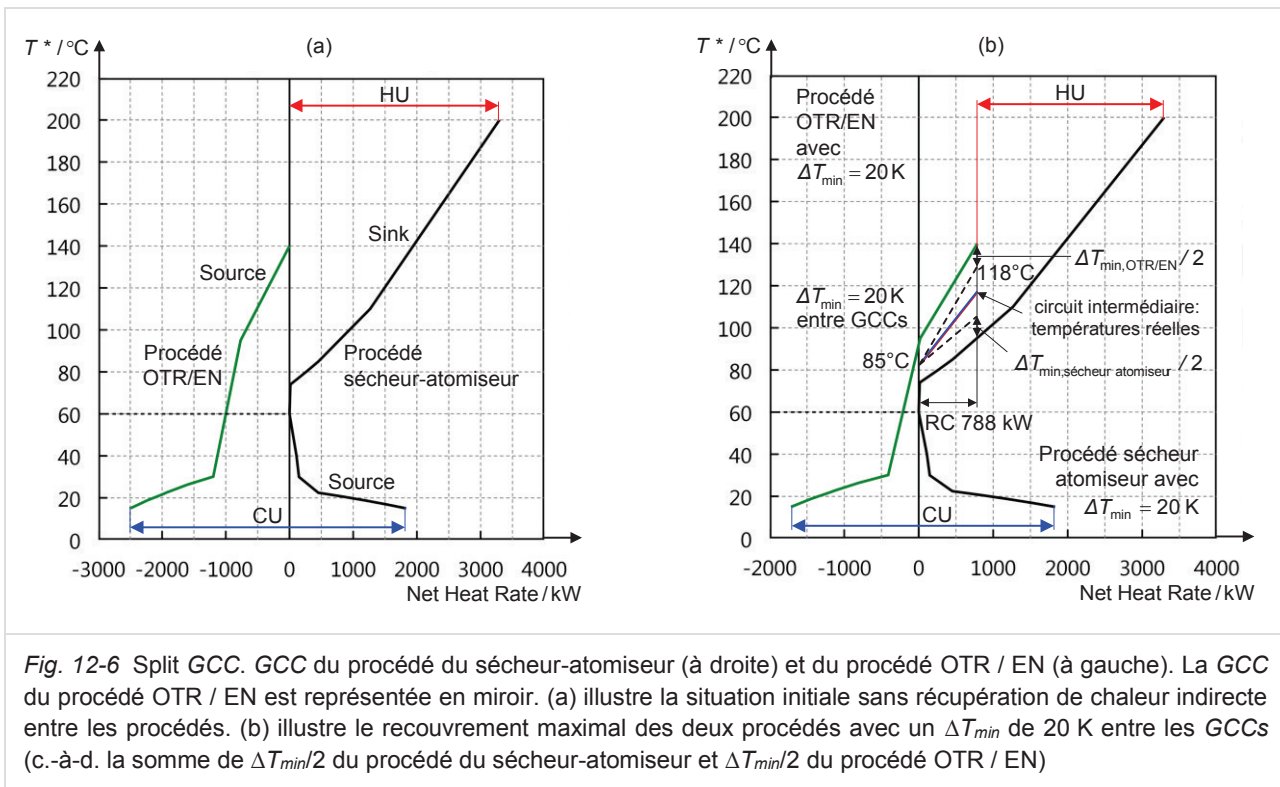 (a)
T * / °C
220
200
180
160
140
120
100
80
60
40
20
0
HU
Sink
Source
Procédé
OTR/EN
Procédé
sécheur-atomiseur
Source
CU
-3000 -2000 -1000 0 1000 2000 3000 4000
Net Heat Rate / kW
(b)
T * / °C
220
200
180
160
140
120
100
80
60
40
20
0
Procédé
OTR/EN
avec
ΔTmin = 20 K
HU
ΔTmin,OTR/EN / 2
118°C
ΔTmin = 20K
entre GCCs
circuit intermédiaire:
températures réelles
85°C
ΔTmin,sécheur atomiseur / 2
RC 788 kW
Procédé sécheur
atomiseur avec
ΔTmin = 20 K
CU
-2000 -1000 0 1000 2000 3000 4000
Net Heat Rate / kW
Fig. 12-6 Split GCC. GCC du procédé du sécheur-atomiseur (à droite) et du procédé OTR / EN (à gauche). La GCC
du procédé OTR / EN est représentée en miroir. (a) illustre la situation initiale sans récupération de chaleur indirecte
entre les procédés. (b) illustre le recouvrement maximal des deux procédés avec un ΔTmin de 20 K entre les GCCs
(c.-à-d. la somme de ΔTmin/2 du procédé du sécheur-atomiseur et ΔTmin/2 du procédé OTR / EN)